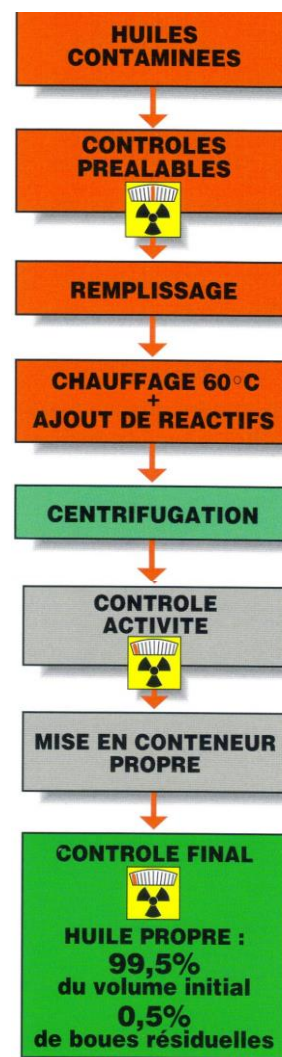 HUILES
CONTAMINEES
CONTROLES
PREALABLES
REMPLISSAGE
CHAUFFAGE 60°C
+
AJOUT DE REACTIFS
CENTRIFUGATION
CONTROLE
ACTIVITE
MISE EN CONTENEUR
PROPRE
CONTROLE FINAL
HUILE PROPRE :
99,5%
du volume initial
0,5%
de boues résiduelles